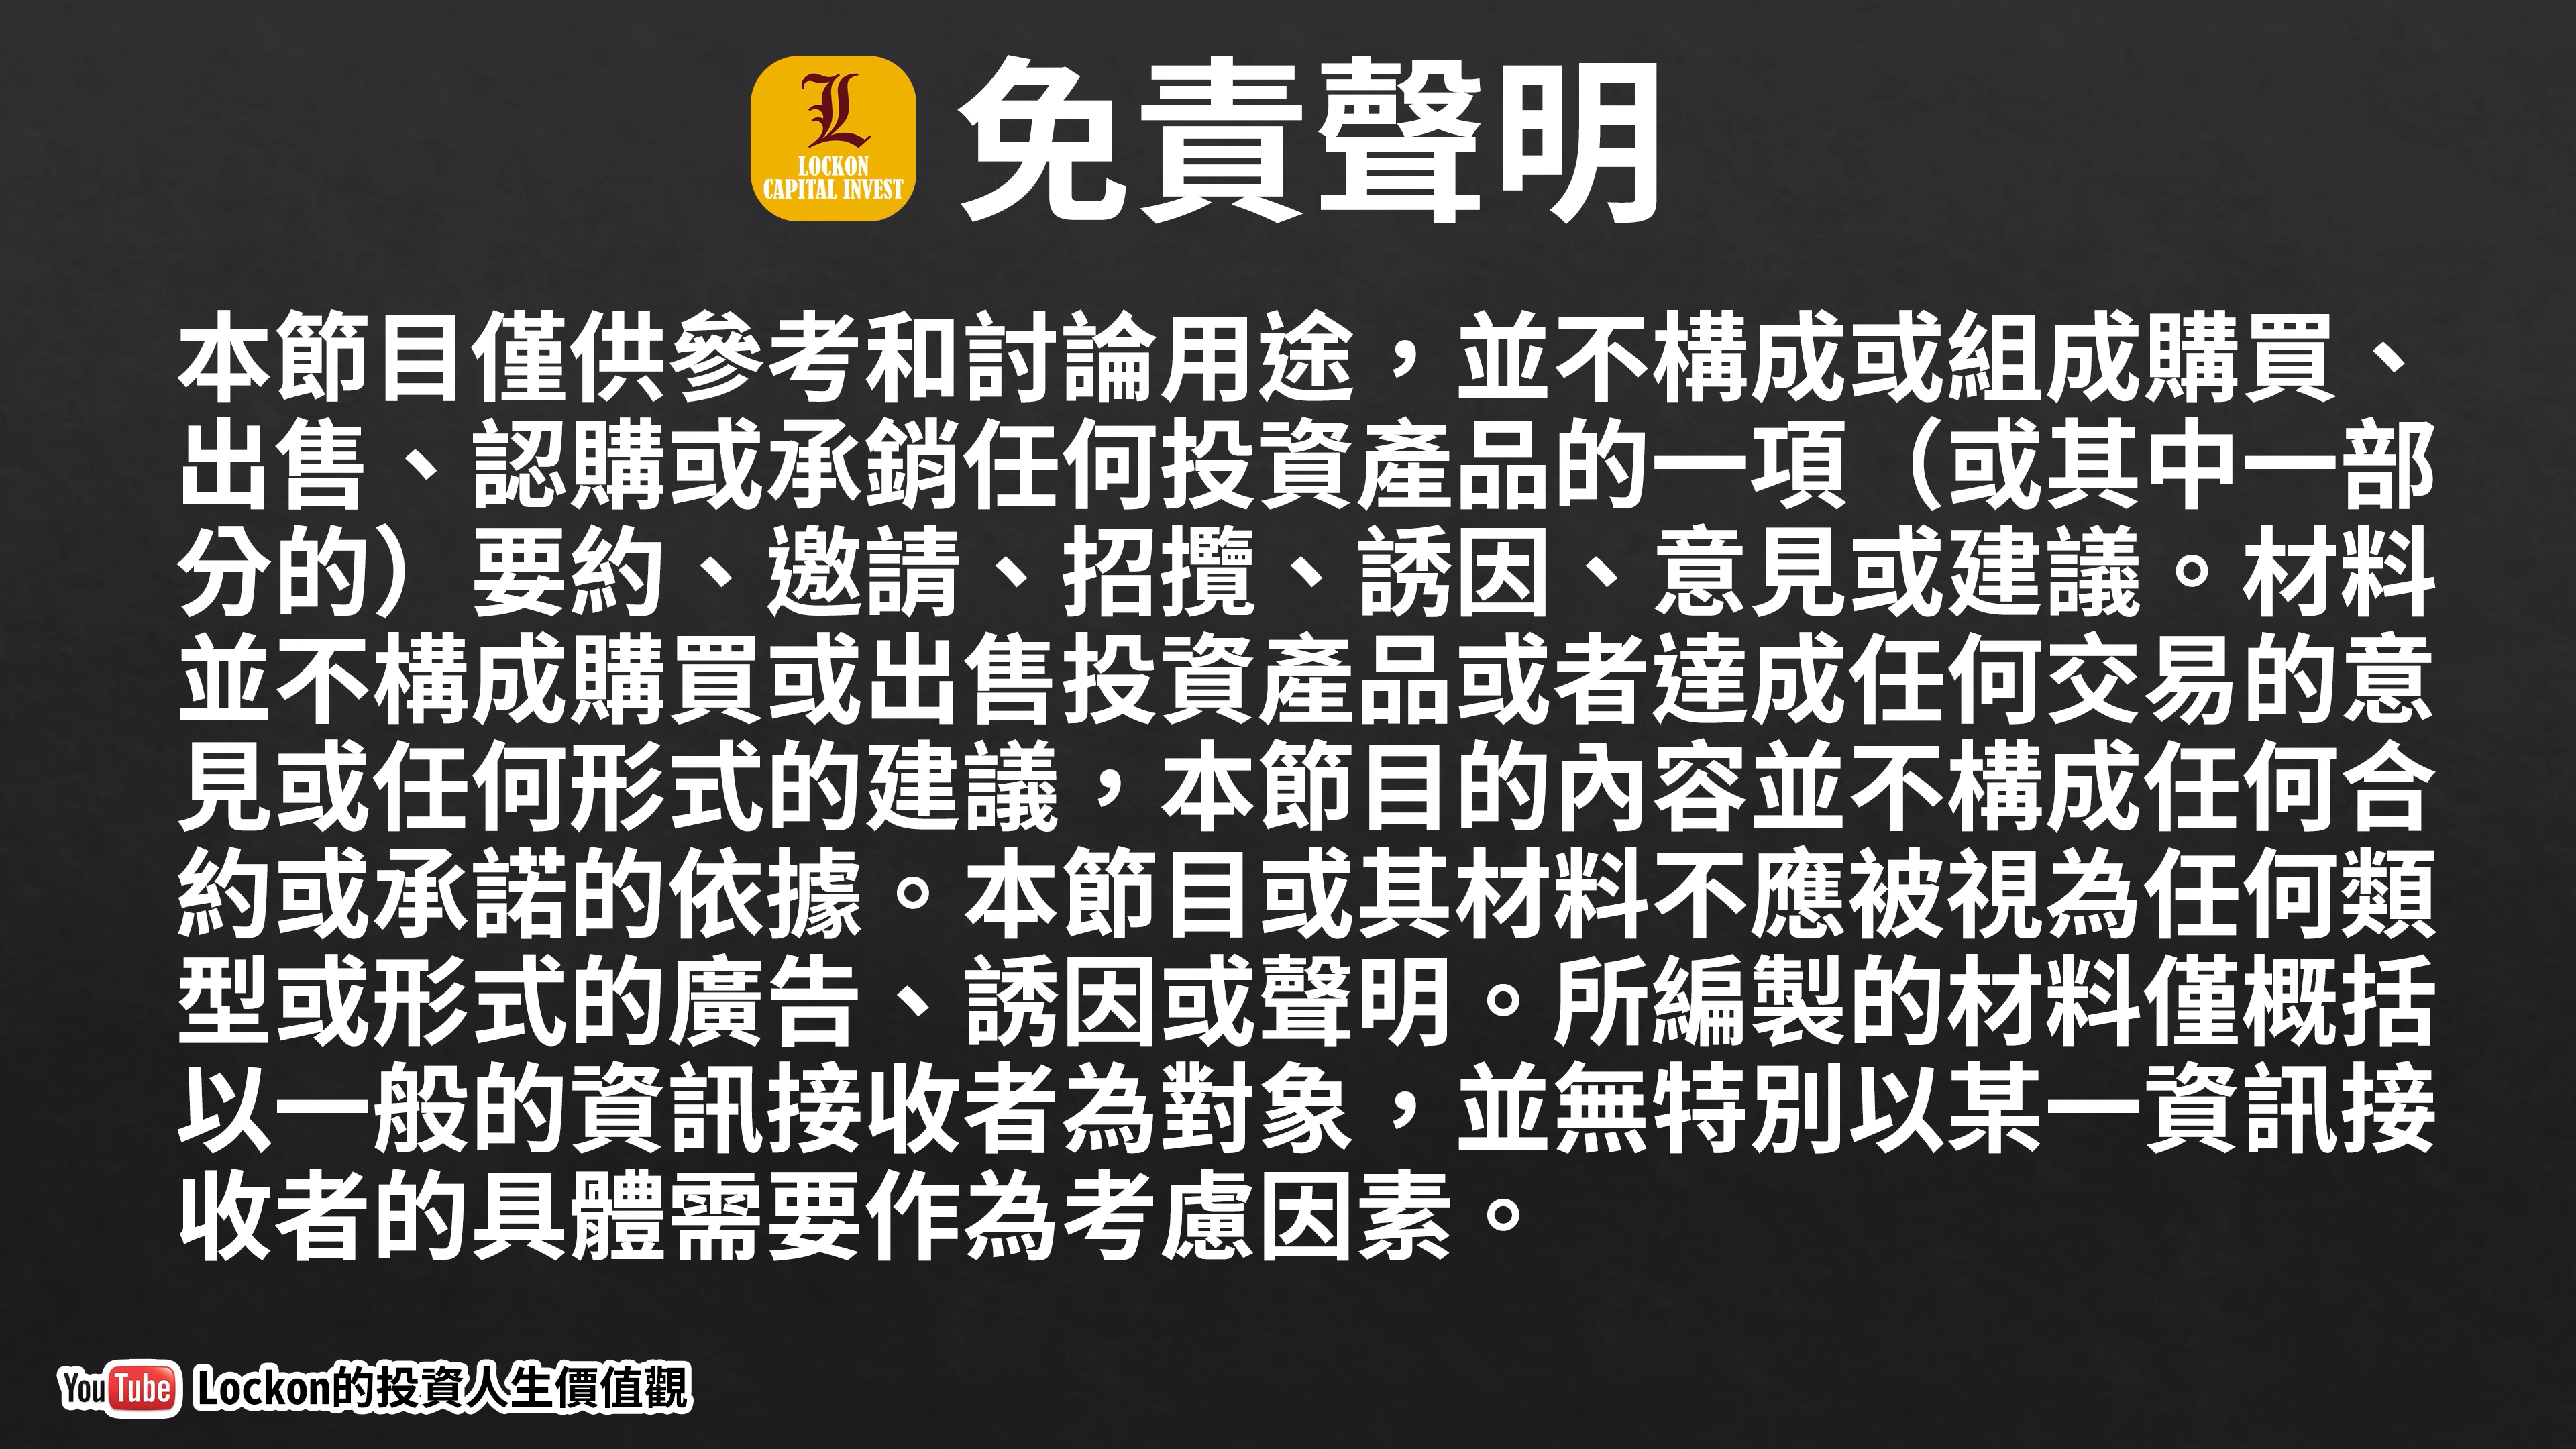 L
LOCKON
CAPITAL INVEST
免責聲明
本節目僅供參考和討論用途，並不構成或組成購買、
出售、認購或承銷任何投資產品的一項（或其中一部
分的）要約、邀請、招攬、誘因、意見或建議。材料
並不構成購買或出售投資產品或者達成任何交易的意
見或任何形式的建議，本節目的內容並不構成任何合
約或承諾的依據。本節目或其材料不應被視為任何類
型或形式的廣告、誘因或聲明。所編製的材料僅概括
以一般的資訊接收者為對象，並無特別以某一資訊接
收者的具體需要作為考慮因素。
YouTube Lockon的投資人生價值觀